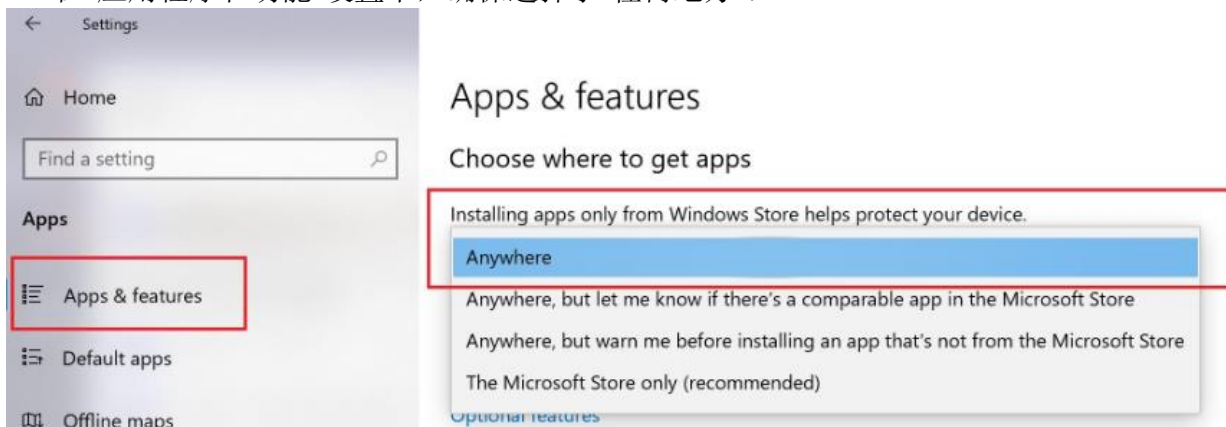 Settings
Home
Find a setting
Apps
Apps & features
Default apps
Offline maps
Apps & features
Choose where to get apps
Installing apps only from Windows Store helps protect your device.
Anywhere
Anywhere, but let me know if there's a comparable app in the Microsoft Store
Anywhere, but warn me before installing an app that's not from the Microsoft Store
The Microsoft Store only (recommended)
Optional features